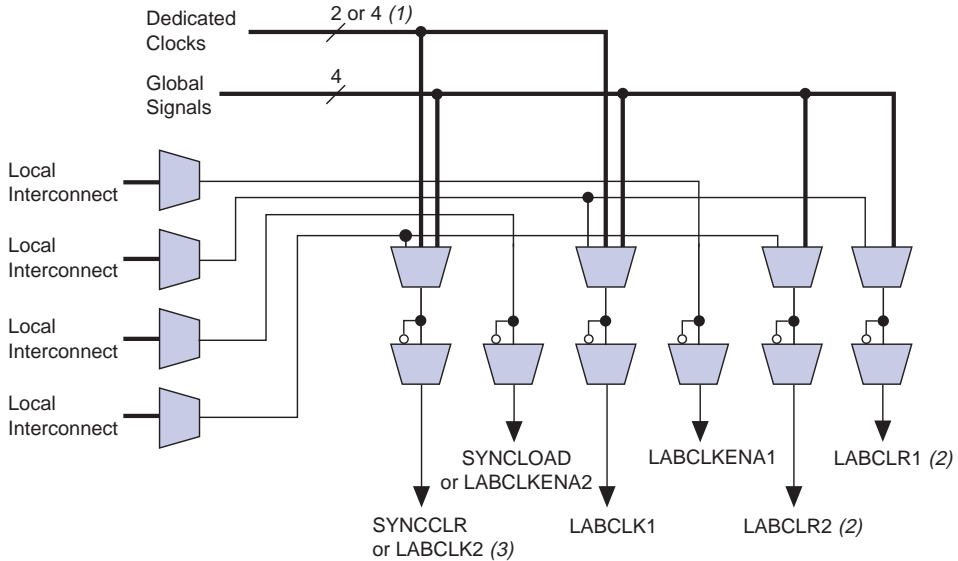 Dedicated
Clocks
2 or 4 (1)
Global
Signals
4
Local
Interconnect
Local
Interconnect
Local
Interconnect
Local
Interconnect
SYNCLOAD
or LABCLKENA2
LABCLKENA1
LABCLR1 (2)
SYNCCLR
or LABCLK2 (3)
LABCLK1
LABCLR2 (2)